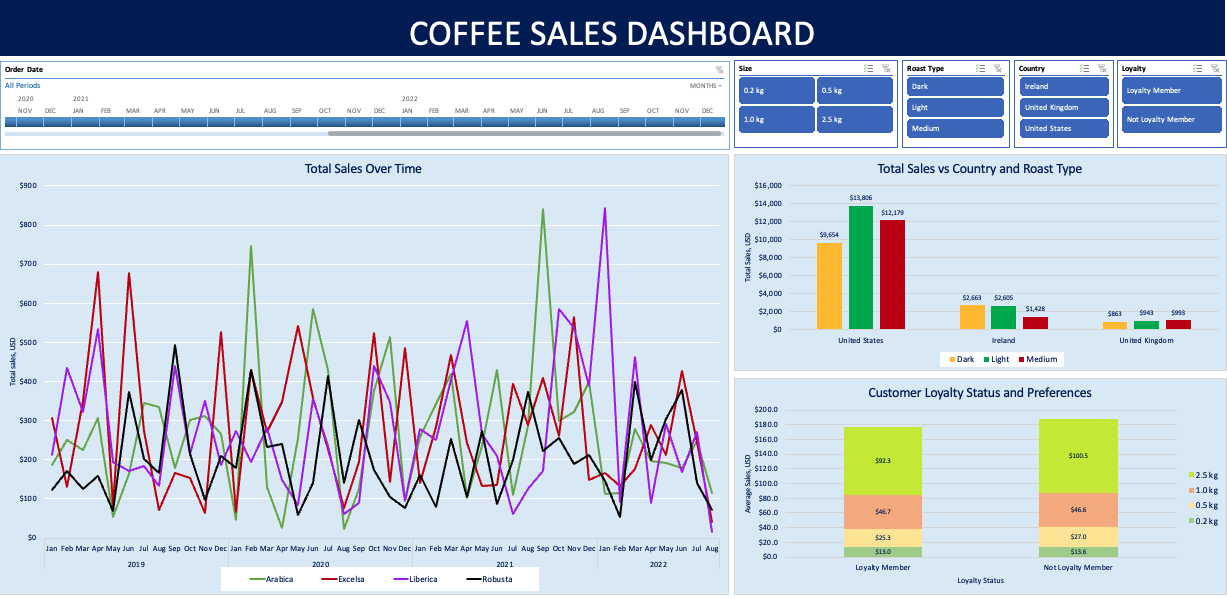 COFFEE SALES DASHBOARD
Order Date
All Periods
MONTHS
2020 2021 2022
NOV DEC JAN FEB MAR APR MAY JUN JUL AUG SEP OCT NOV DEC JAN FEB MAR APR MAY JUN JUL AUG SEP OCT NOV DEC
Size
0.2 kg 0.5 kg
1.0 kg 2.5 kg
Roast Type
Dark
Light
Medium
Country
Ireland
United Kingdom
United States
Loyalty
Loyalty Member
Not Loyalty Member
Total Sales Over Time
Total sales, USD
$900
$800
$700
$600
$500
$400
$300
$200
$100
$0
Jan Feb Mar Apr May Jun Jul Aug Sep Oct Nov Dec Jan Feb Mar Apr May Jun Jul Aug Sep Oct Nov Dec Jan Feb Mar Apr May Jun Jul Aug Sep Oct Nov Dec Jan Feb Mar Apr May Jun Jul Aug
2019 2020 2021 2022
Arabica Excelsa Liberica Robusta
Total Sales vs Country and Roast Type
Total Sales, USD
$16,000
$14,000
$12,000
$10,000
$8,000
$6,000
$4,000
$2,000
$0
$9,654 $13,806 $12,179
$2,663 $2,605 $1,428
$863 $943 $993
United States Ireland United Kingdom
Dark Light Medium
Customer Loyalty Status and Preferences
Average Sales, USD
$200.0
$180.0
$160.0
$140.0
$120.0
$100.0
$80.0
$60.0
$40.0
$20.0
$0.0
$92.3 $100.5
$46.7 $46.6
$25.3 $27.0
$13.0 $13.6
Loyalty Member Not Loyalty Member
Loyalty Status
2.5 kg
1.0 kg
0.5 kg
0.2 kg